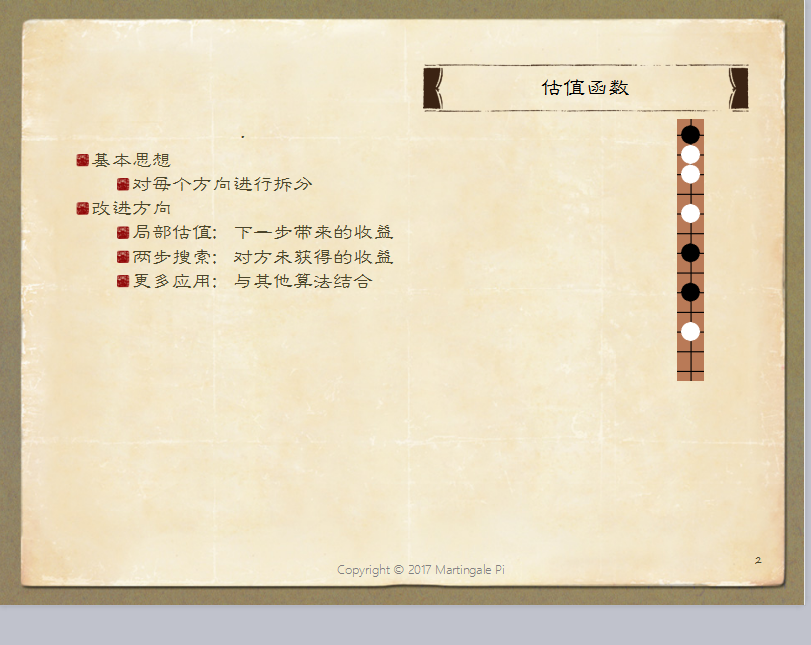 估值函数
基本思想
对每个方向进行拆分
改进方向
局部估值： 下一步带来的收益
两步搜索： 对方未获得的收益
更多应用： 与其他算法结合
Copyright © 2017 Martingale Pi
2